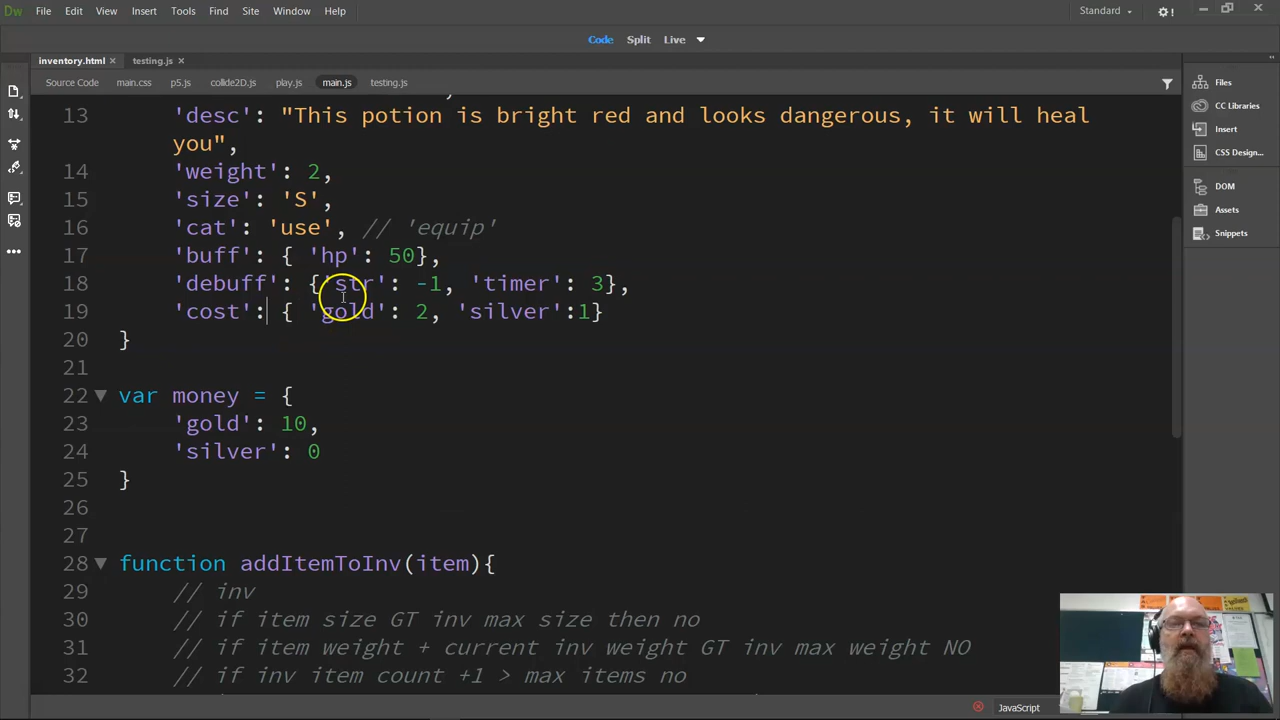 Dw File Edit View Insert Tools Find Site Window Help Standard
Code Split Live
inventory.html testing.js
Source Code main.css p5.js collide2D.js play.js main.js testing.js
13 'desc': "This potion is bright red and looks dangerous, it will heal
you",
14 'weight': 2,
15 'size': 'S',
16 'cat': 'use', // 'equip'
17 'buff': { 'hp': 50},
18 'debuff': {'str': -1, 'timer': 3},
19 'cost': { 'gold': 2, 'silver':1}
20 }
21
22 var money = {
23 'gold': 10,
24 'silver': 0
25 }
26
27
28 function addItemToInv(item){
29 // inv
30 // if item size GT inv max size then no
31 // if item weight + current inv weight GT inv max weight NO
32 // if inv item count +1 > max items no
Files
CC Libraries
Insert
CSS Design...
DOM
Assets
Snippets
JavaScript